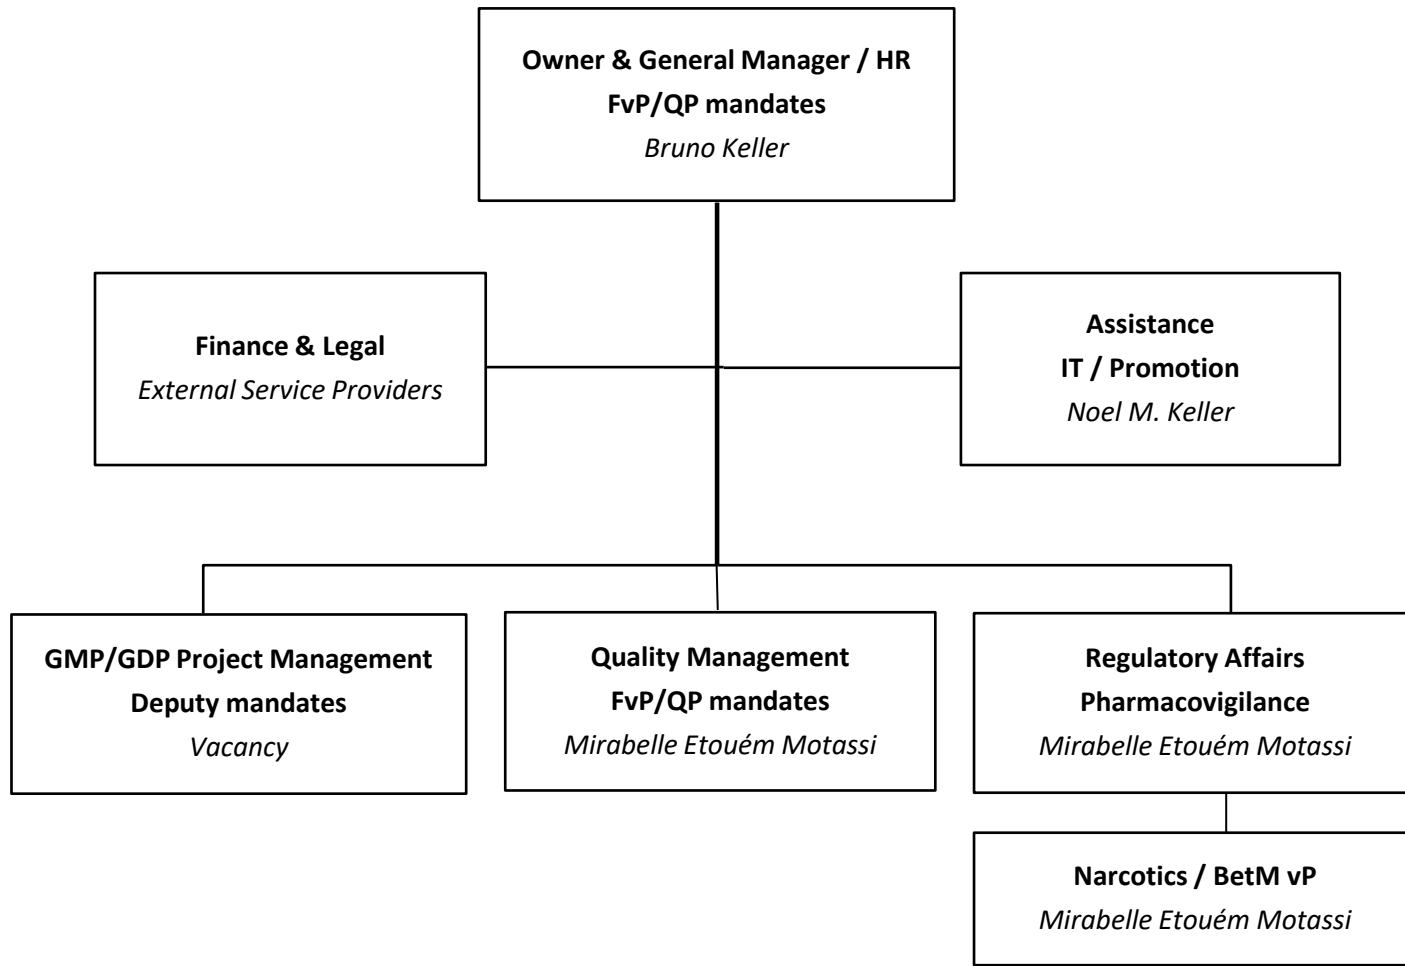 Owner & General Manager / HR
FvP/QP mandates
Bruno Keller
Finance & Legal
External Service Providers
Assistance
IT / Promotion
Noel M. Keller
GMP/GDP Project Management
Deputy mandates
Vacancy
Quality Management
FvP/QP mandates
Mirabelle Etouém Motassi
Regulatory Affairs
Pharmacovigilance
Mirabelle Etouém Motassi
Narcotics / BetM vP
Mirabelle Etouém Motassi